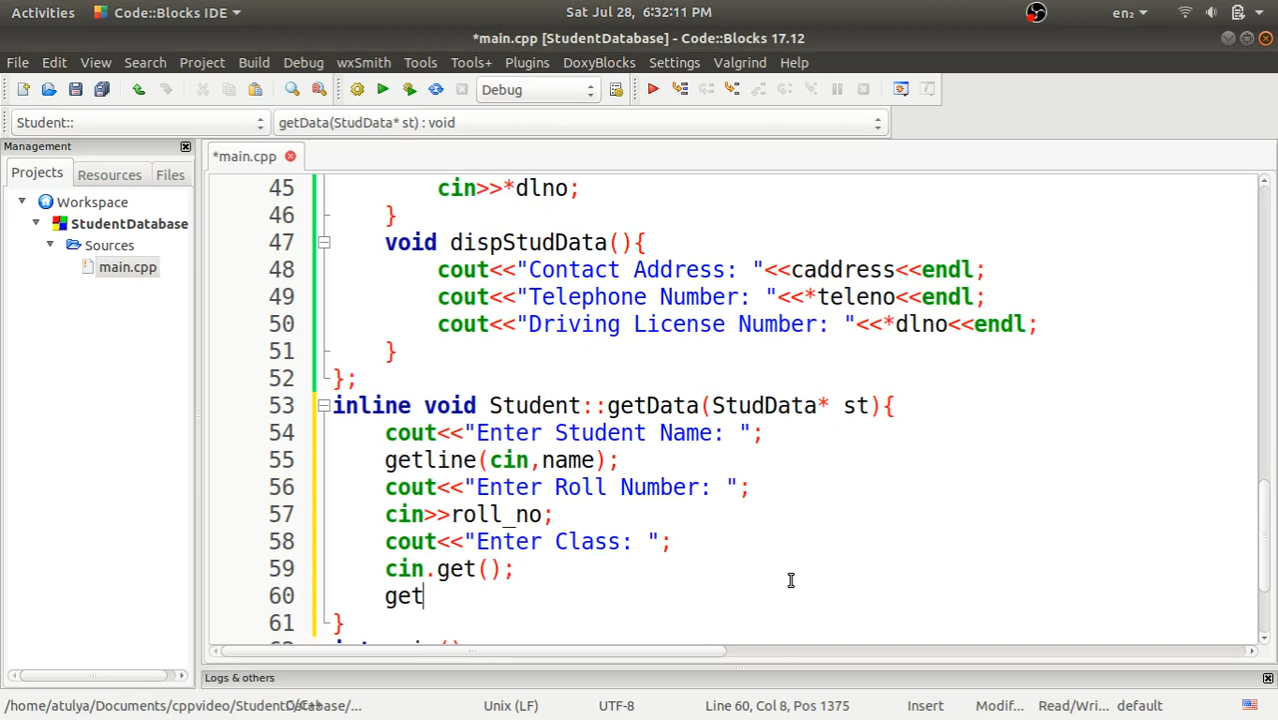 Activities Code::Blocks IDE Sat Jul 28, 6:32:11 PM en₂
*main.cpp [StudentDatabase] - Code::Blocks 17.12
File Edit View Search Project Build Debug wxSmith Tools Tools+ Plugins DoxyBlocks Settings Valgrind Help
Debug
Student:: getData(StudData* st) : void
Management
*main.cpp
Projects Resources Files
Workspace
StudentDatabase
Sources
main.cpp
45 cin>>*dlno;
46 }
47 void dispStudData(){
48 cout<<"Contact Address: "<<caddress<<endl;
49 cout<<"Telephone Number: "<<*teleno<<endl;
50 cout<<"Driving License Number: "<<*dlno<<endl;
51 }
52 };
53 inline void Student::getData(StudData* st){
54 cout<<"Enter Student Name: ";
55 getline(cin,name);
56 cout<<"Enter Roll Number: ";
57 cin>>roll_no;
58 cout<<"Enter Class: ";
59 cin.get();
60 get
61 }
Logs & others
Unix (LF) UTF-8 Line 60, Col 8, Pos 1375 Insert Modif... Read/Wri... default